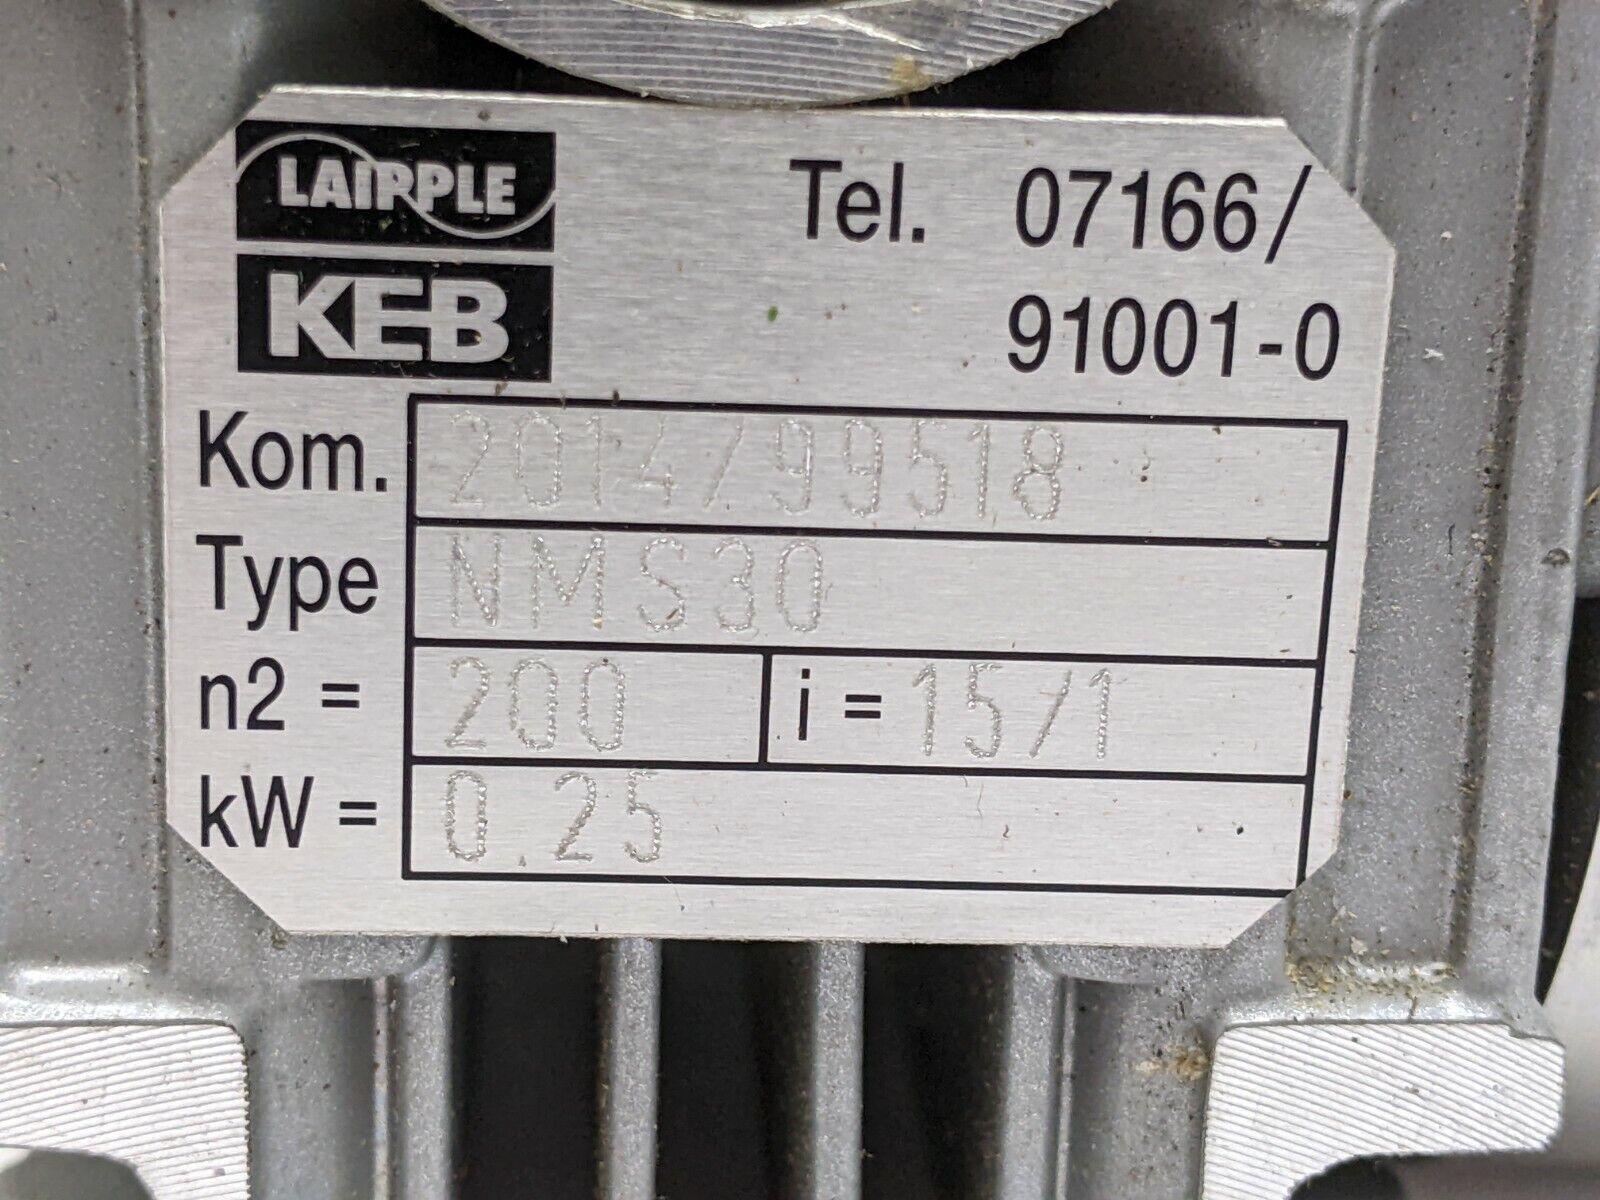 LAIPPLE
KEB
Tel. 07166/
91001-0
Kom. 2014/99518
Type NMS30
n2 = 200 i = 15/1
kW = 0.25